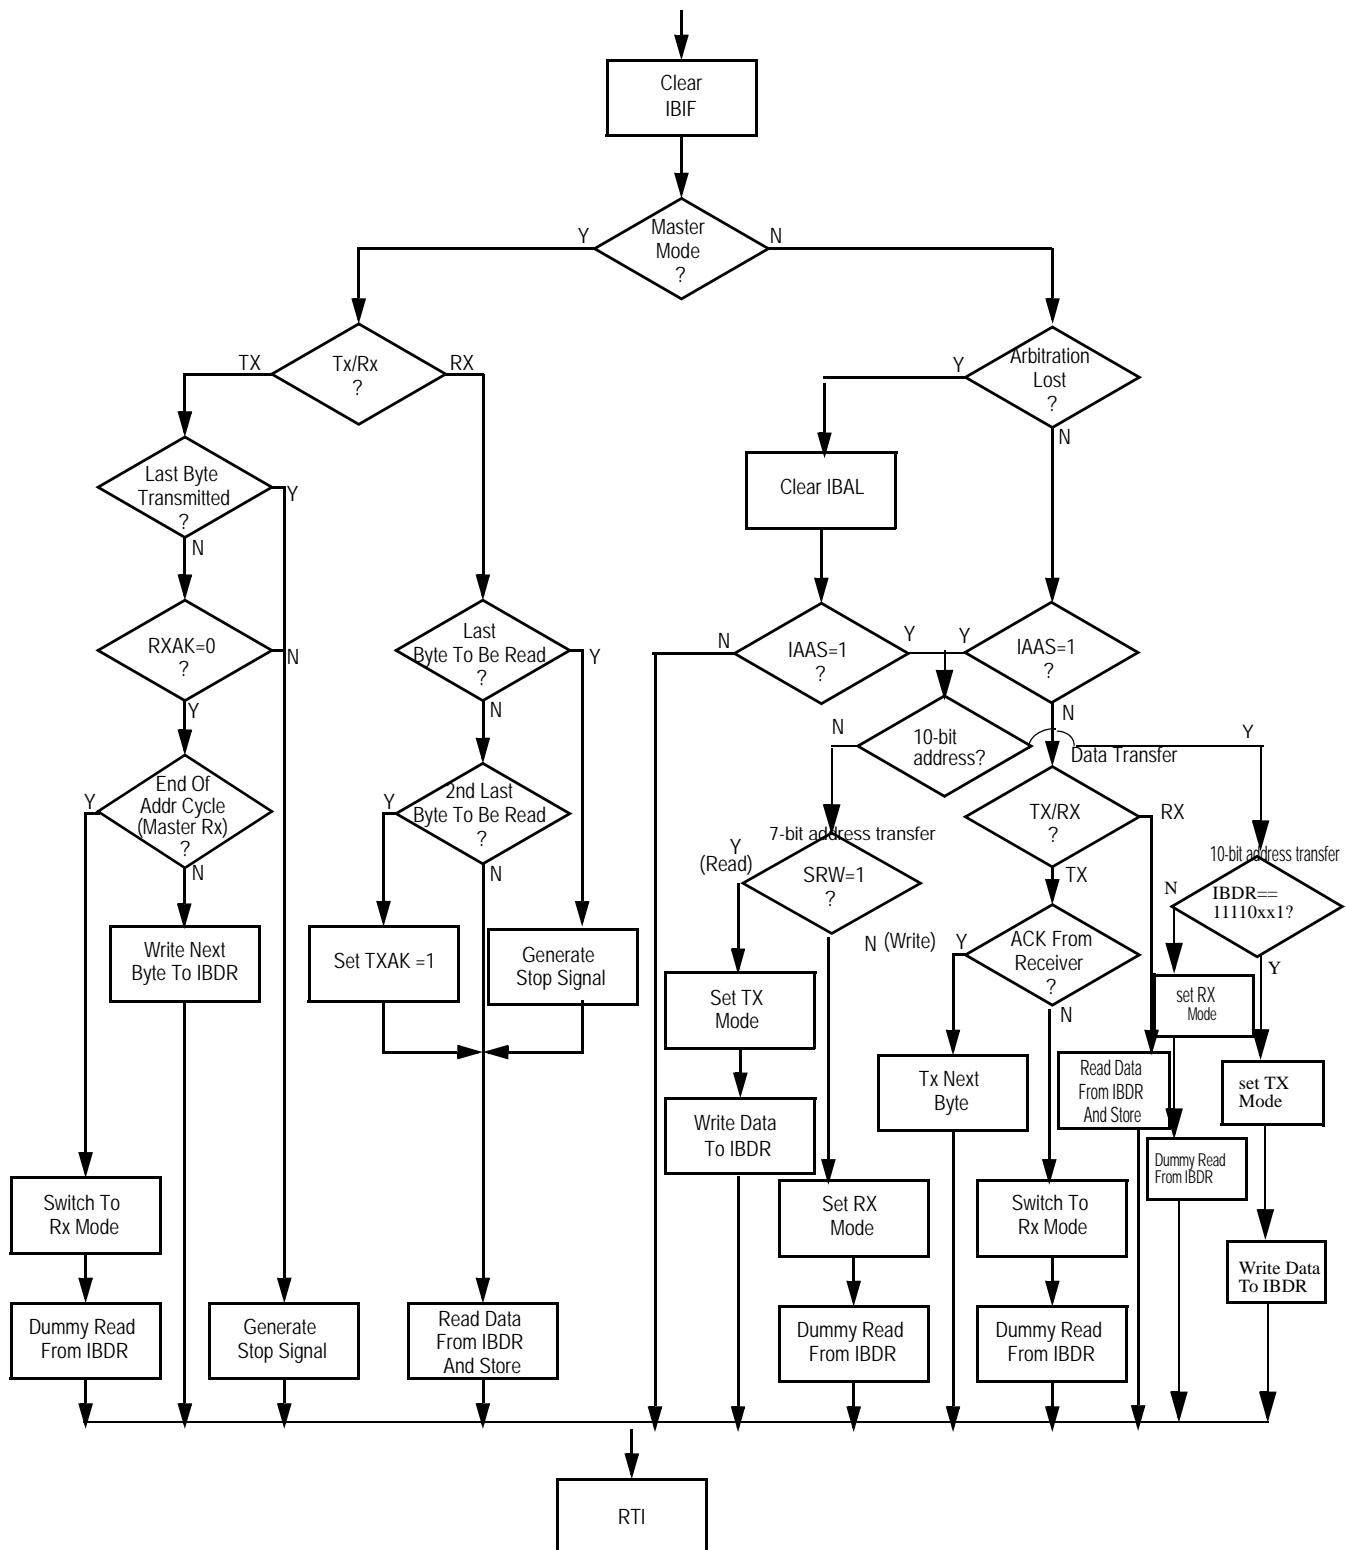 Clear
IBIF
Master
Mode
?
Y
N
Tx/Rx
?
TX
RX
Arbitration
Lost
?
Y
N
Last Byte
Transmitted
?
Y
N
Clear IBAL
RXAK=0
?
N
Y
Last
Byte To Be Read
?
Y
N
IAAS=1
?
N
Y
IAAS=1
?
Y
N
10-bit
address?
N
Y
Data Transfer
End Of
Addr Cycle
(Master Rx)
?
Y
N
2nd Last
Byte To Be Read
?
Y
N
TX/RX
?
RX
TX
7-bit address transfer
SRW=1
?
Y
(Read)
N (Write)
10-bit address transfer
IBDR==
11110xx1?
N
Y
Write Next
Byte To IBDR
Set TXAK =1
Generate
Stop Signal
ACK From
Receiver
?
Y
N
Set TX
Mode
set RX
Mode
Tx Next
Byte
Read Data
From IBDR
And Store
set TX
Mode
Write Data
To IBDR
Dummy Read
From IBDR
Switch To
Rx Mode
Set RX
Mode
Switch To
Rx Mode
Write Data
To IBDR
Dummy Read
From IBDR
Generate
Stop Signal
Read Data
From IBDR
And Store
Dummy Read
From IBDR
Dummy Read
From IBDR
RTI